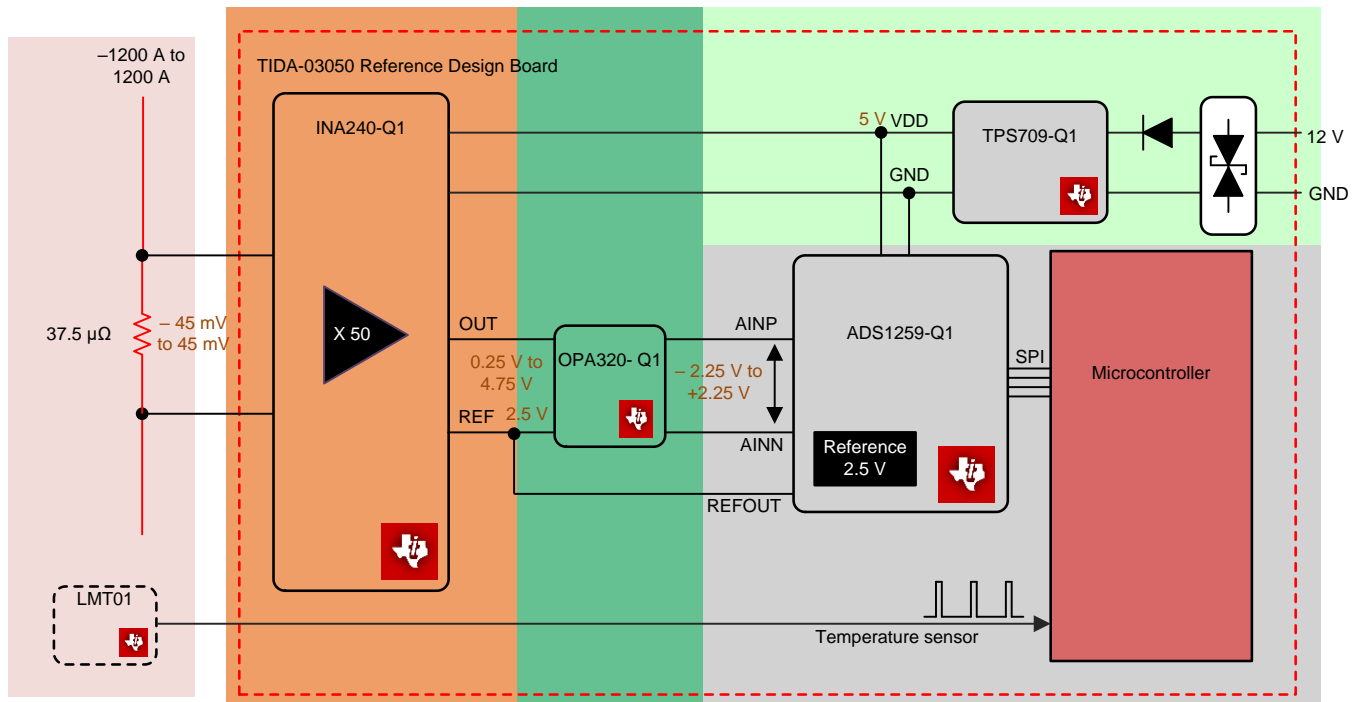 –1200 A to
1200 A
TIDA-03050 Reference Design Board
INA240-Q1
5 V VDD
GND
TPS709-Q1
12 V
GND
37.5 µΩ
– 45 mV
to 45 mV
X 50
OUT
0.25 V to
4.75 V
REF
2.5 V
OPA320- Q1
AINP
– 2.25 V to
+2.25 V
AINN
REFOUT
ADS1259-Q1
Reference
2.5 V
SPI
Microcontroller
LMT01
Temperature sensor